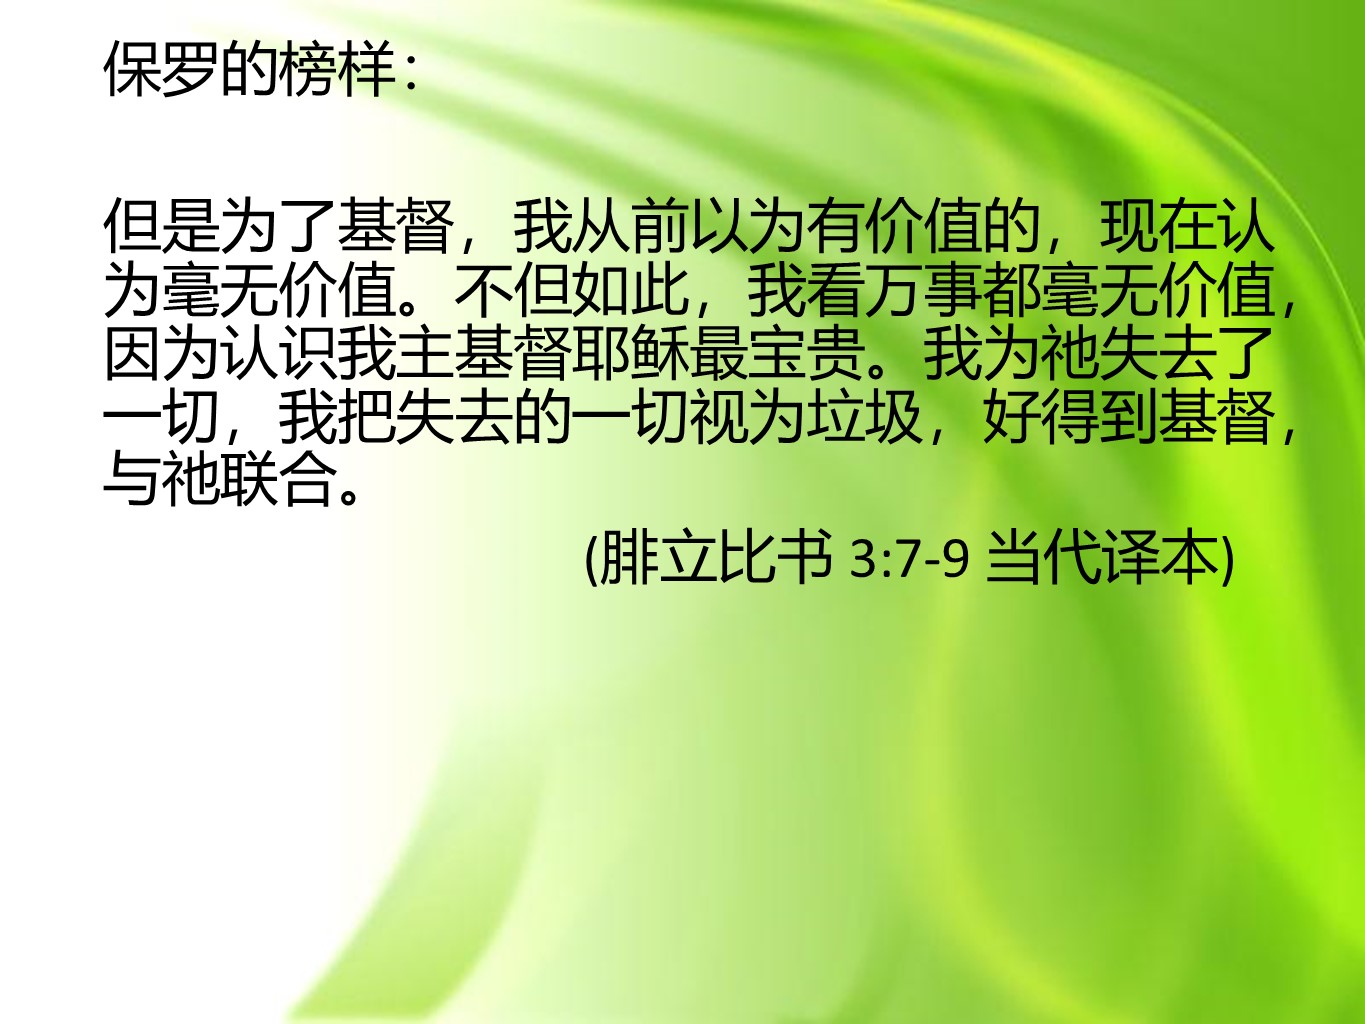 保罗的榜样：
但是为了基督，我从前以为有价值的，现在认
为毫无价值。不但如此，我看万事都毫无价值，
因为认识我主基督耶稣最宝贵。我为祂失去了
一切，我把失去的一切视为垃圾，好得到基督，
与祂联合。
(腓立比书 3:7-9 当代译本)